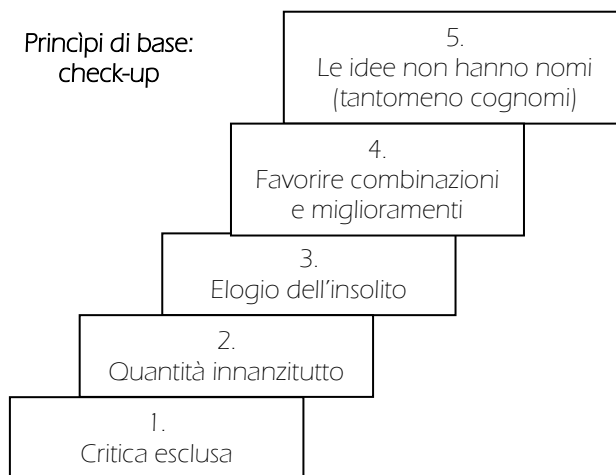 Princìpi di base:
check-up
5.
Le idee non hanno nomi
(tantomeno cognomi)
4.
Favorire combinazioni
e miglioramenti
3.
Elogio dell'insolito
2.
Quantità innanzitutto
1.
Critica esclusa